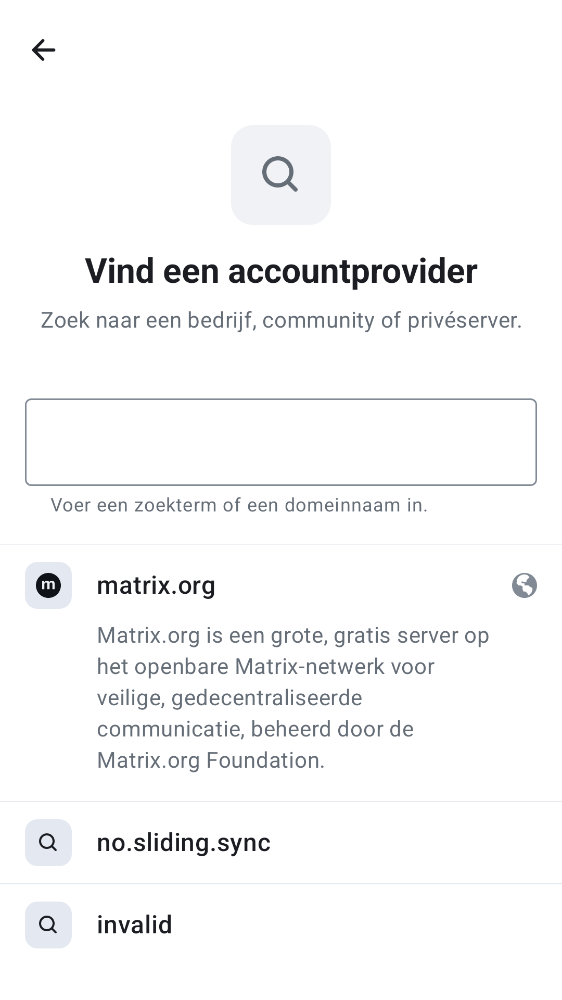 Vind een accountprovider
Zoek naar een bedrijf, community of privéserver.
Voer een zoekterm of een domeinnaam in.
m
matrix.org
Matrix.org is een grote, gratis server op
het openbare Matrix-netwerk voor
veilige, gedecentraliseerde
communicatie, beheerd door de
Matrix.org Foundation.
no.sliding.sync
invalid